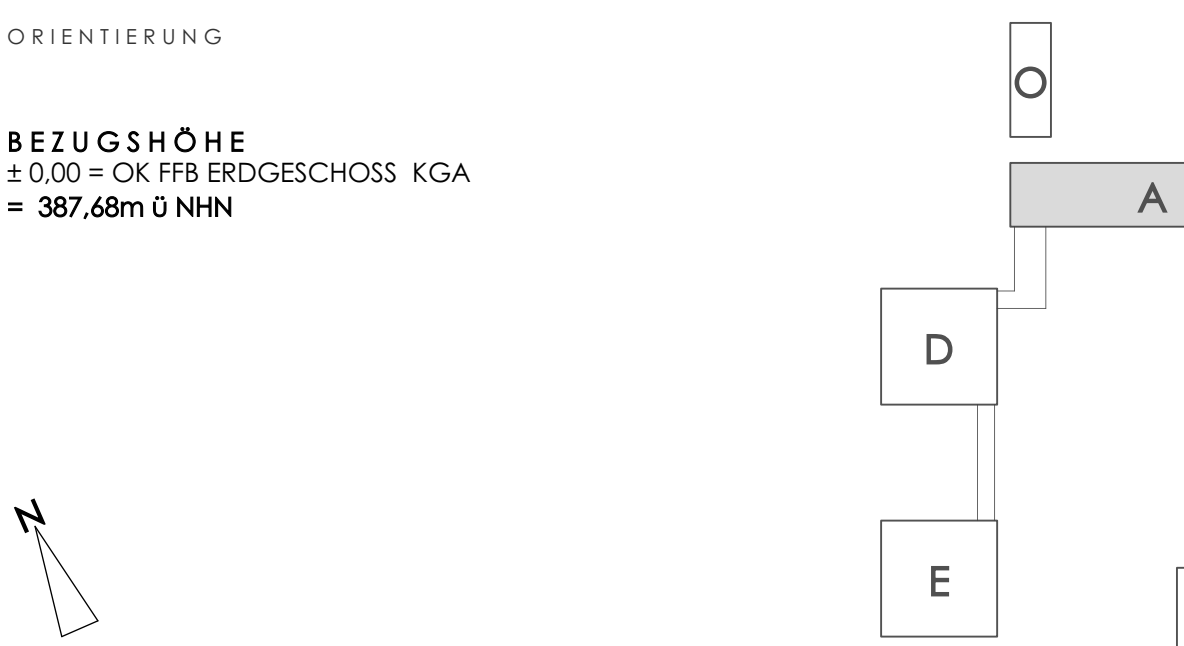 ORIENTIERUNG
BEZUGSHÖHE
± 0,00 = OK FFB ERDGESCHOSS KGA
= 387,68m ü NHN
O
A
D
E
N